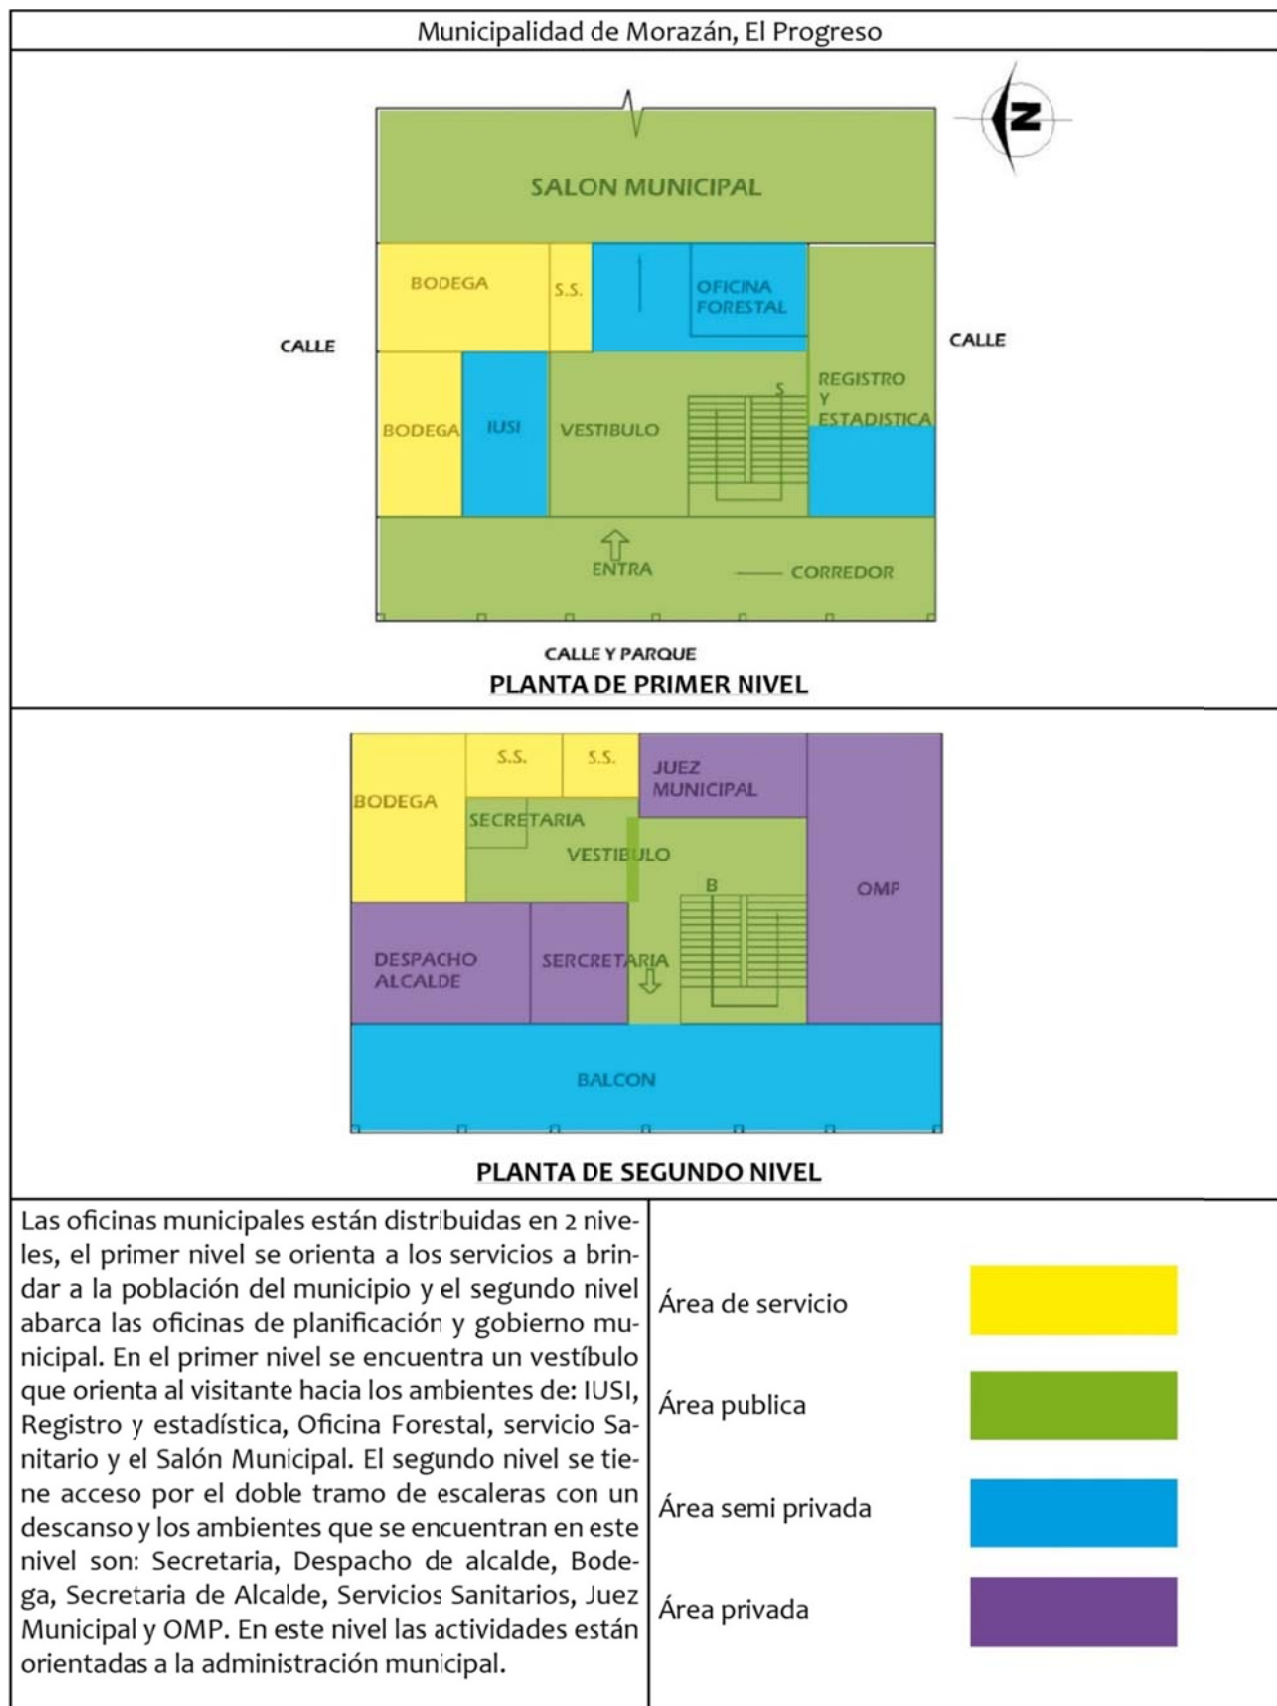 Municipalidad de Morazán, El Progreso
N
SALON MUNICIPAL
BODEGA
S.S.
OFICINA
FORESTAL
CALLE
CALLE
REGISTRO
Y
ESTADISTICA
S
BODEGA
IUSI
VESTIBULO
ENTRA
CORREDOR
CALLE Y PARQUE
PLANTA DE PRIMER NIVEL
S.S.
S.S.
JUEZ
MUNICIPAL
BODEGA
SECRETARIA
VESTIBULO
B
OMP
DESPACHO
ALCALDE
SERCRETARIA
BALCON
PLANTA DE SEGUNDO NIVEL
Las oficinas municipales están distribuidas en 2 nive-
les, el primer nivel se orienta a los servicios a brin-
dar a la población del municipio y el segundo nivel
abarca las oficinas de planificación y gobierno mu-
nicipal. En el primer nivel se encuentra un vestíbulo
que orienta al visitante hacia los ambientes de: IUSI,
Registro y estadística, Oficina Forestal, servicio Sa-
nitario y el Salón Municipal. El segundo nivel se tie-
ne acceso por el doble tramo de escaleras con un
descanso y los ambientes que se encuentran en este
nivel son: Secretaria, Despacho de alcalde, Bode-
ga, Secretaria de Alcalde, Servicios Sanitarios, Juez
Municipal y OMP. En este nivel las actividades están
orientadas a la administración municipal.
Área de servicio
Área publica
Área semi privada
Área privada